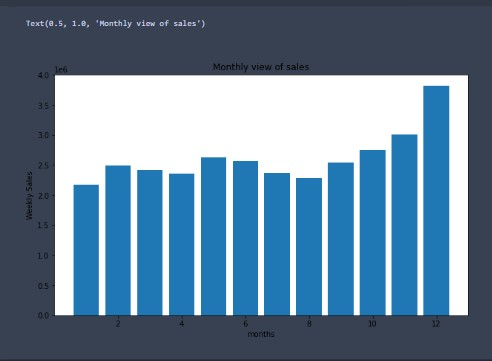 Text(0.5, 1.0, 'Monthly view of sales')
1e6
Monthly view of sales
4.0
3.5
3.0
2.5
2.0
1.5
1.0
0.5
0.0
Weekly Sales
2 4 6 8 10 12
months